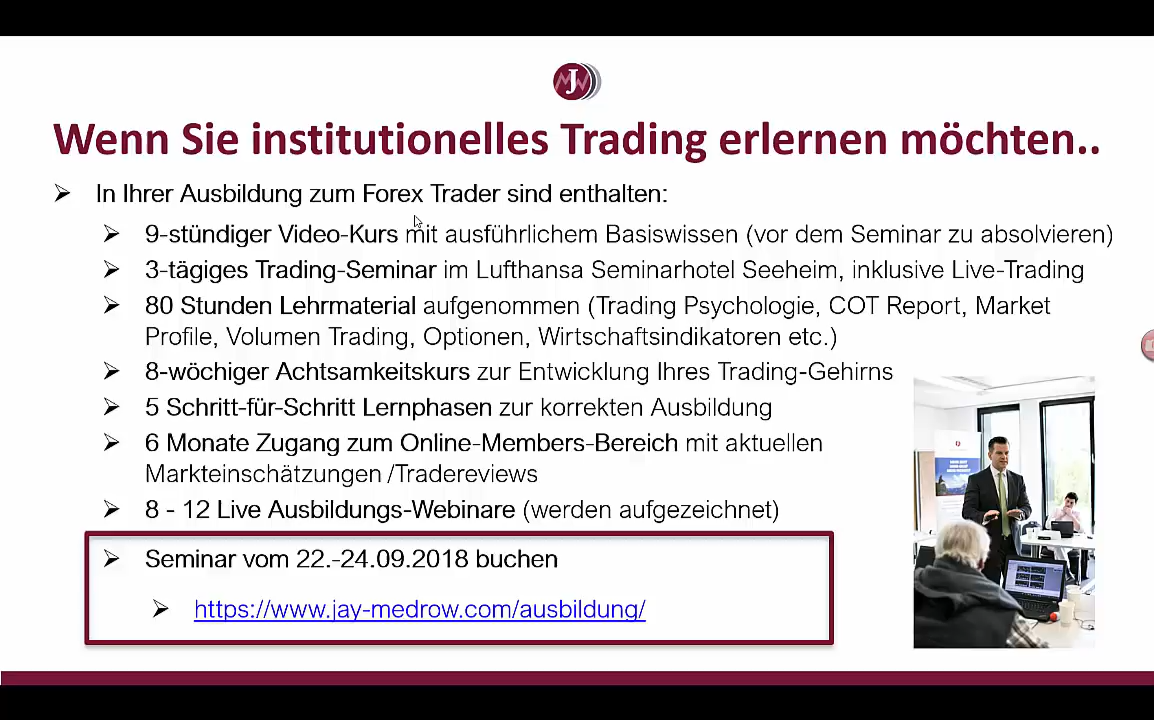 J
Wenn Sie institutionelles Trading erlernen möchten..
In Ihrer Ausbildung zum Forex Trader sind enthalten:
9-stündiger Video-Kurs mit ausführlichem Basiswissen (vor dem Seminar zu absolvieren)
3-tägiges Trading-Seminar im Lufthansa Seminarhotel Seeheim, inklusive Live-Trading
80 Stunden Lehrmaterial aufgenommen (Trading Psychologie, COT Report, Market
Profile, Volumen Trading, Optionen, Wirtschaftsindikatoren etc.)
8-wöchiger Achtsamkeitskurs zur Entwicklung Ihres Trading-Gehirns
5 Schritt-für-Schritt Lernphasen zur korrekten Ausbildung
6 Monate Zugang zum Online-Members-Bereich mit aktuellen
Markteinschätzungen /Tradereviews
8 - 12 Live Ausbildungs-Webinare (werden aufgezeichnet)
Seminar vom 22.-24.09.2018 buchen
https://www.jay-medrow.com/ausbildung/